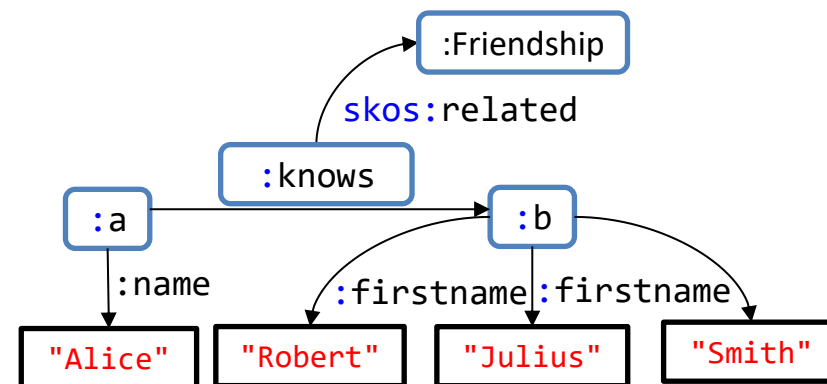 :Friendship
skos:related
:knows
:a
:b
:name
:firstname
:firstname
"Alice"
"Robert"
"Julius"
"Smith"